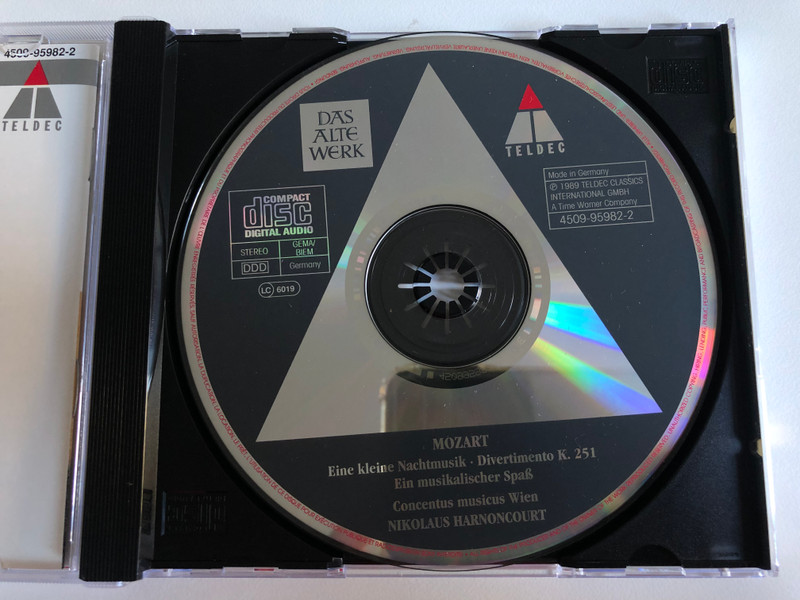 4509-95982-2
TELDEC
DAS
ALTE
WERK
TELDEC
COMPACT
disc
DIGITAL AUDIO
STEREO
GEMA/
BIEM
DDD
Germany
LC 6019
Made in Germany
℗ 1989 TELDEC CLASSICS
INTERNATIONAL GMBH
A Time Warner Company
4509-95982-2
MOZART
Eine kleine Nachtmusik · Divertimento K. 251
Ein musikalischer Spaß
Concentus musicus Wien
NIKOLAUS HARNONCOURT